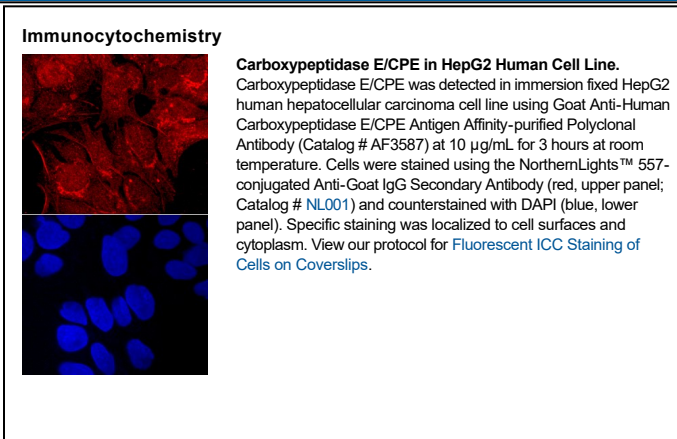 Immunocytochemistry
Carboxypeptidase E/CPE in HepG2 Human Cell Line.
Carboxypeptidase E/CPE was detected in immersion fixed HepG2
human hepatocellular carcinoma cell line using Goat Anti-Human
Carboxypeptidase E/CPE Antigen Affinity-purified Polyclonal
Antibody (Catalog # AF3587) at 10 µg/mL for 3 hours at room
temperature. Cells were stained using the NorthernLights™ 557-
conjugated Anti-Goat IgG Secondary Antibody (red, upper panel;
Catalog # NL001) and counterstained with DAPI (blue, lower
panel). Specific staining was localized to cell surfaces and
cytoplasm. View our protocol for Fluorescent ICC Staining of
Cells on Coverslips.